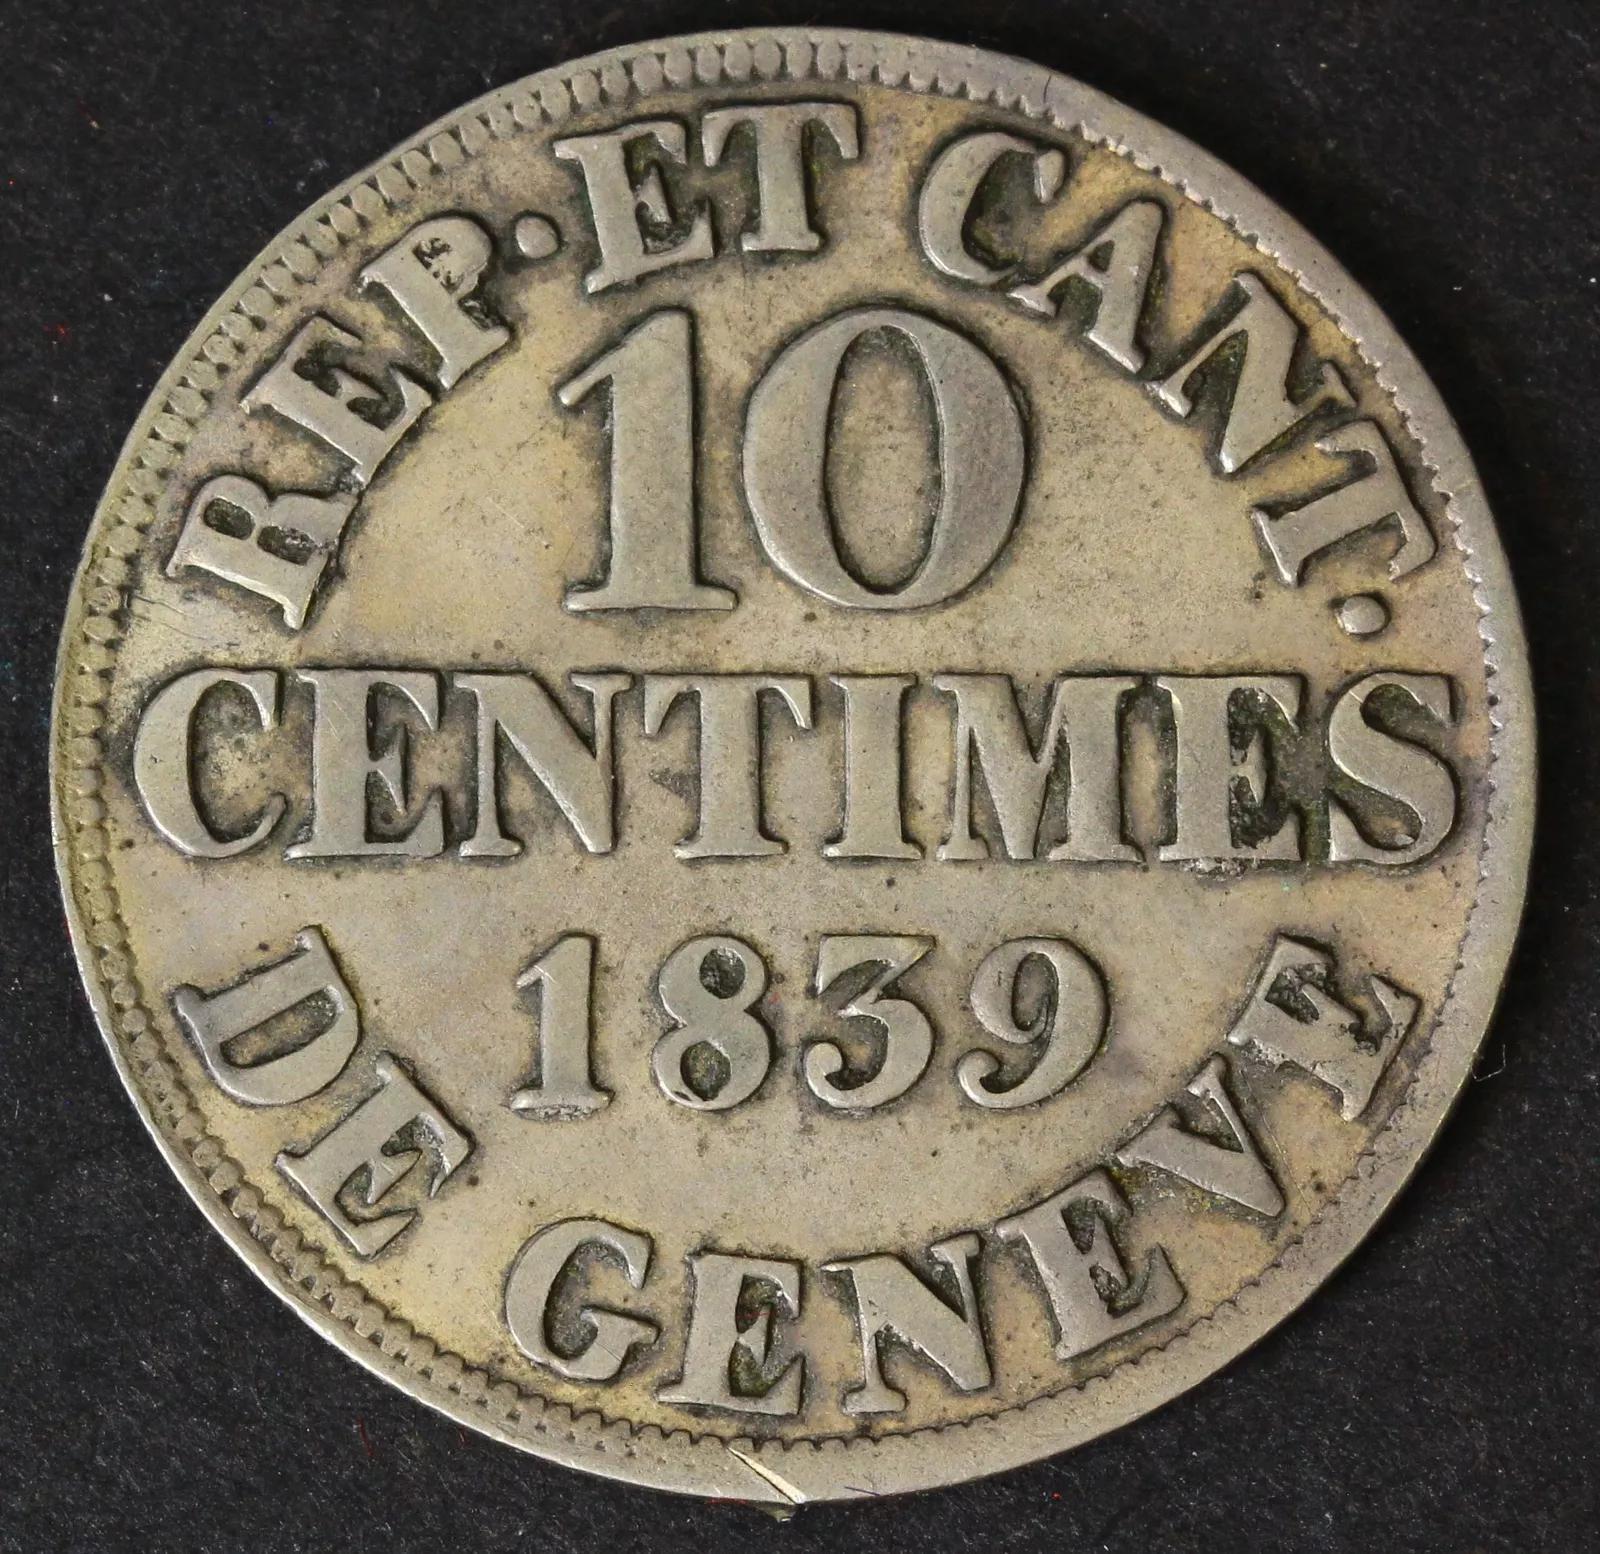 REP. ET CANT.
10
CENTIMES
1839
DE GENEVE